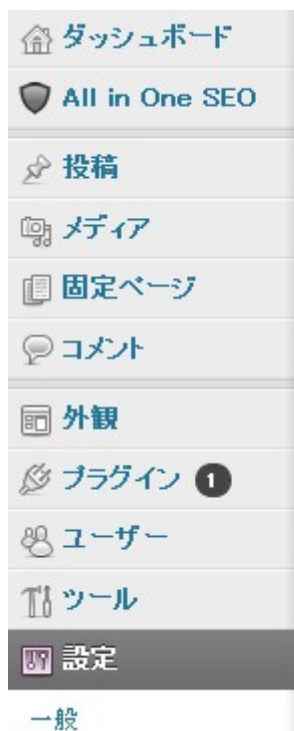 ダッシュボード
All in One SEO
投稿
メディア
固定ページ
コメント
外観
プラグイン 1
ユーザー
ツール
設定
一般